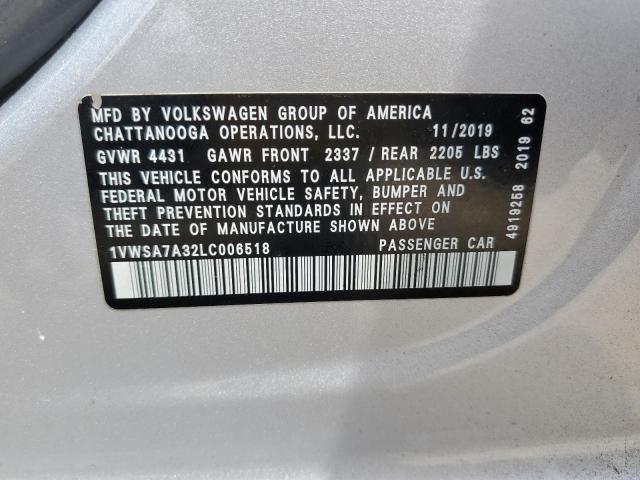 MFD BY VOLKSWAGEN GROUP OF AMERICA
CHATTANOOGA OPERATIONS, LLC. 11/2019
GVWR 4431 GAWR FRONT 2337 / REAR 2205 LBS
THIS VEHICLE CONFORMS TO ALL APPLICABLE U.S.
FEDERAL MOTOR VEHICLE SAFETY, BUMPER AND
THEFT PREVENTION STANDARDS IN EFFECT ON
THE DATE OF MANUFACTURE SHOWN ABOVE
1VWSA7A32LC006518 PASSENGER CAR
4919258 2019 62